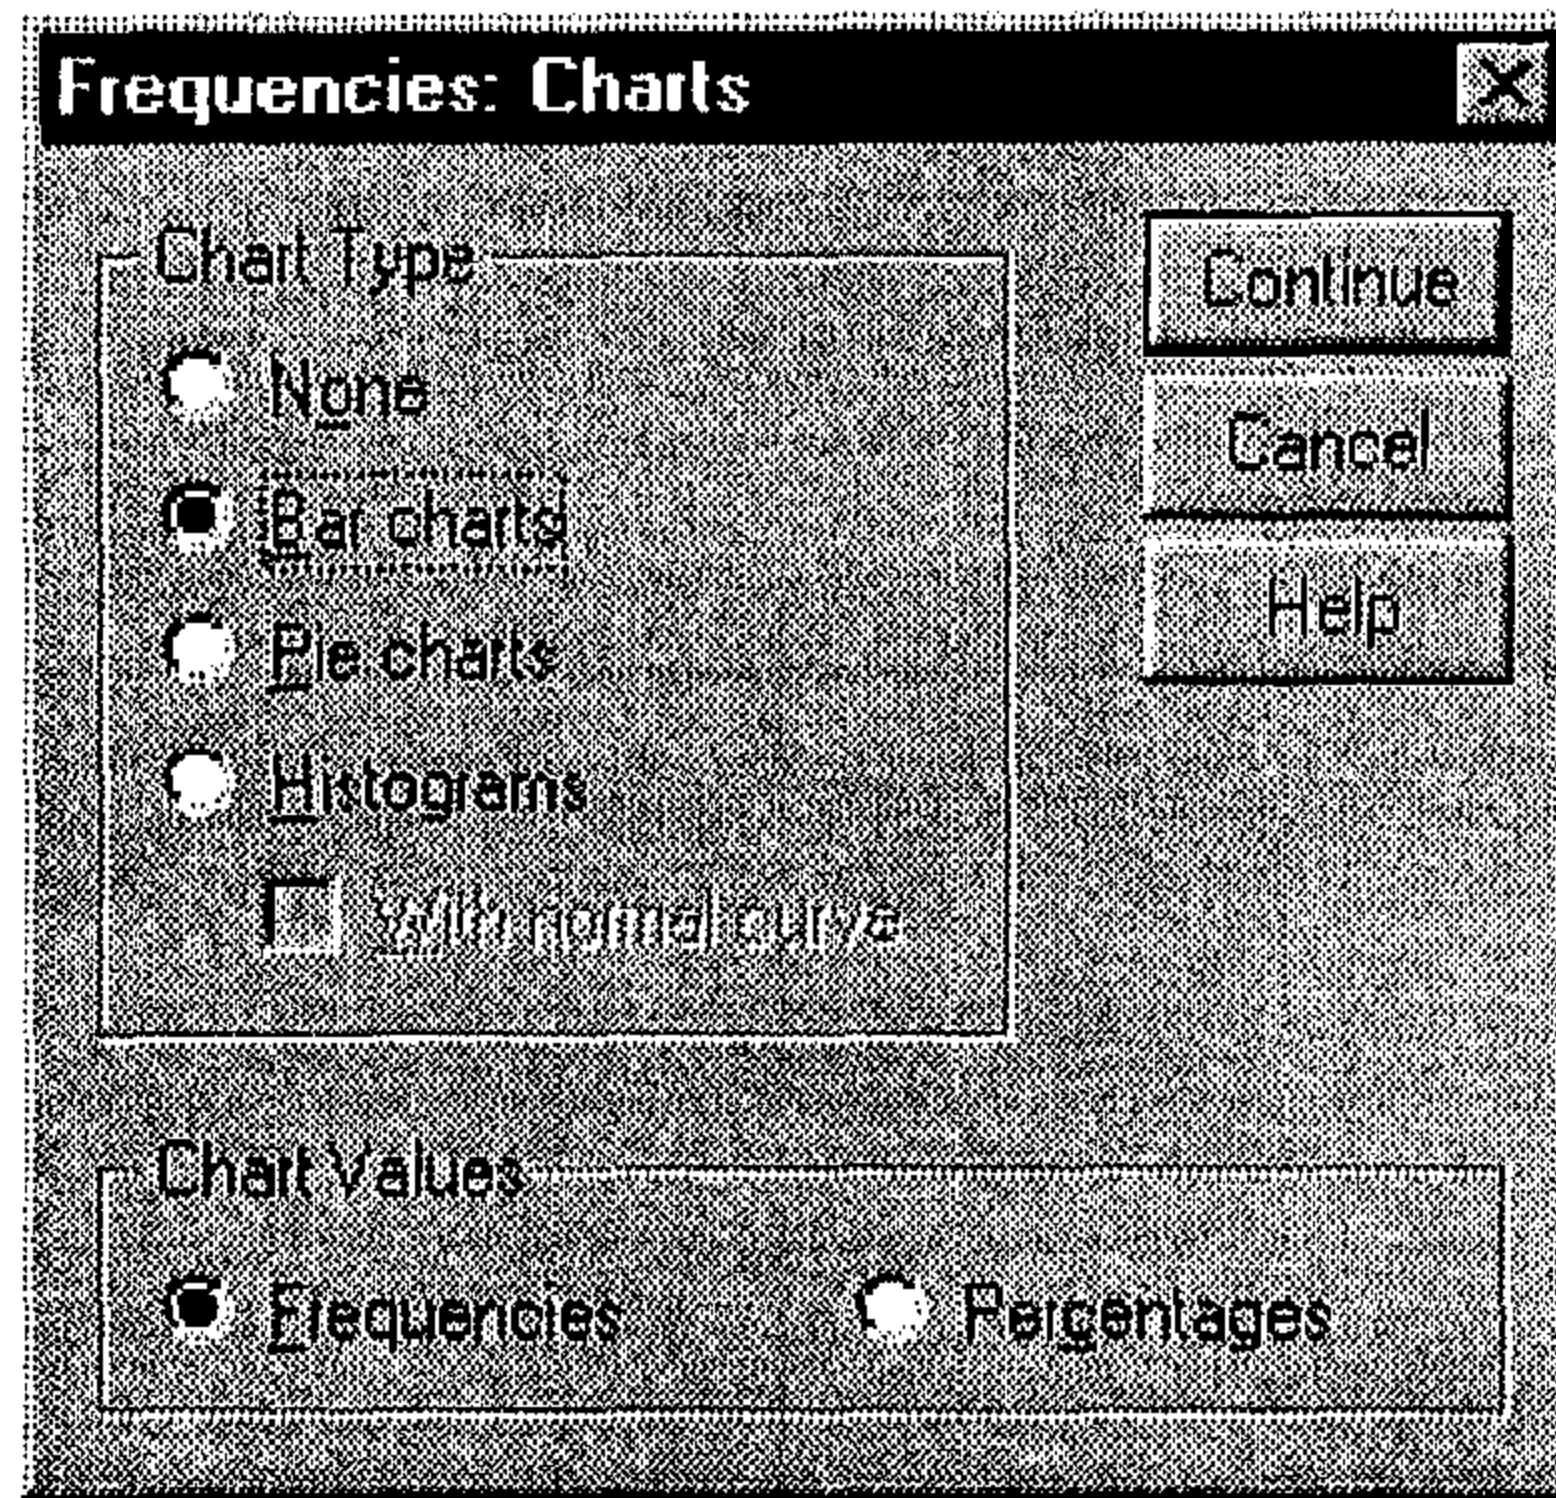 Frequencies: Charts
Chart Type
None
Bar charts
Pie charts
Histograms
With normal curve
Continue
Cancel
Help
Chart Values
Frequencies
Percentages